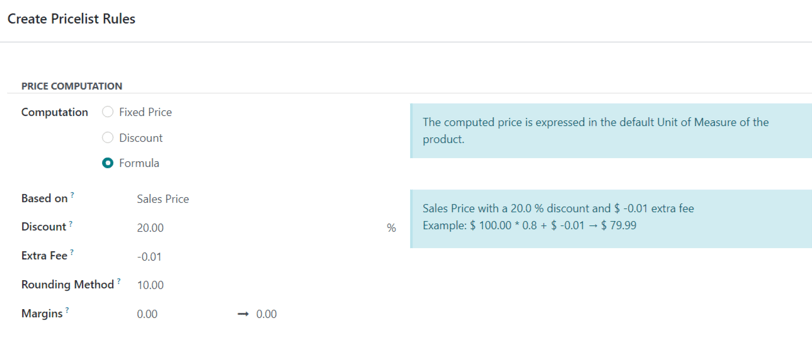 Create Pricelist Rules
PRICE COMPUTATION
Computation
Fixed Price
Discount
Formula
The computed price is expressed in the default Unit of Measure of the
product.
Based on ? Sales Price
Discount ? 20.00 %
Extra Fee ? -0.01
Rounding Method ? 10.00
Margins ? 0.00 → 0.00
Sales Price with a 20.0 % discount and $ -0.01 extra fee
Example: $ 100.00 * 0.8 + $ -0.01 → $ 79.99